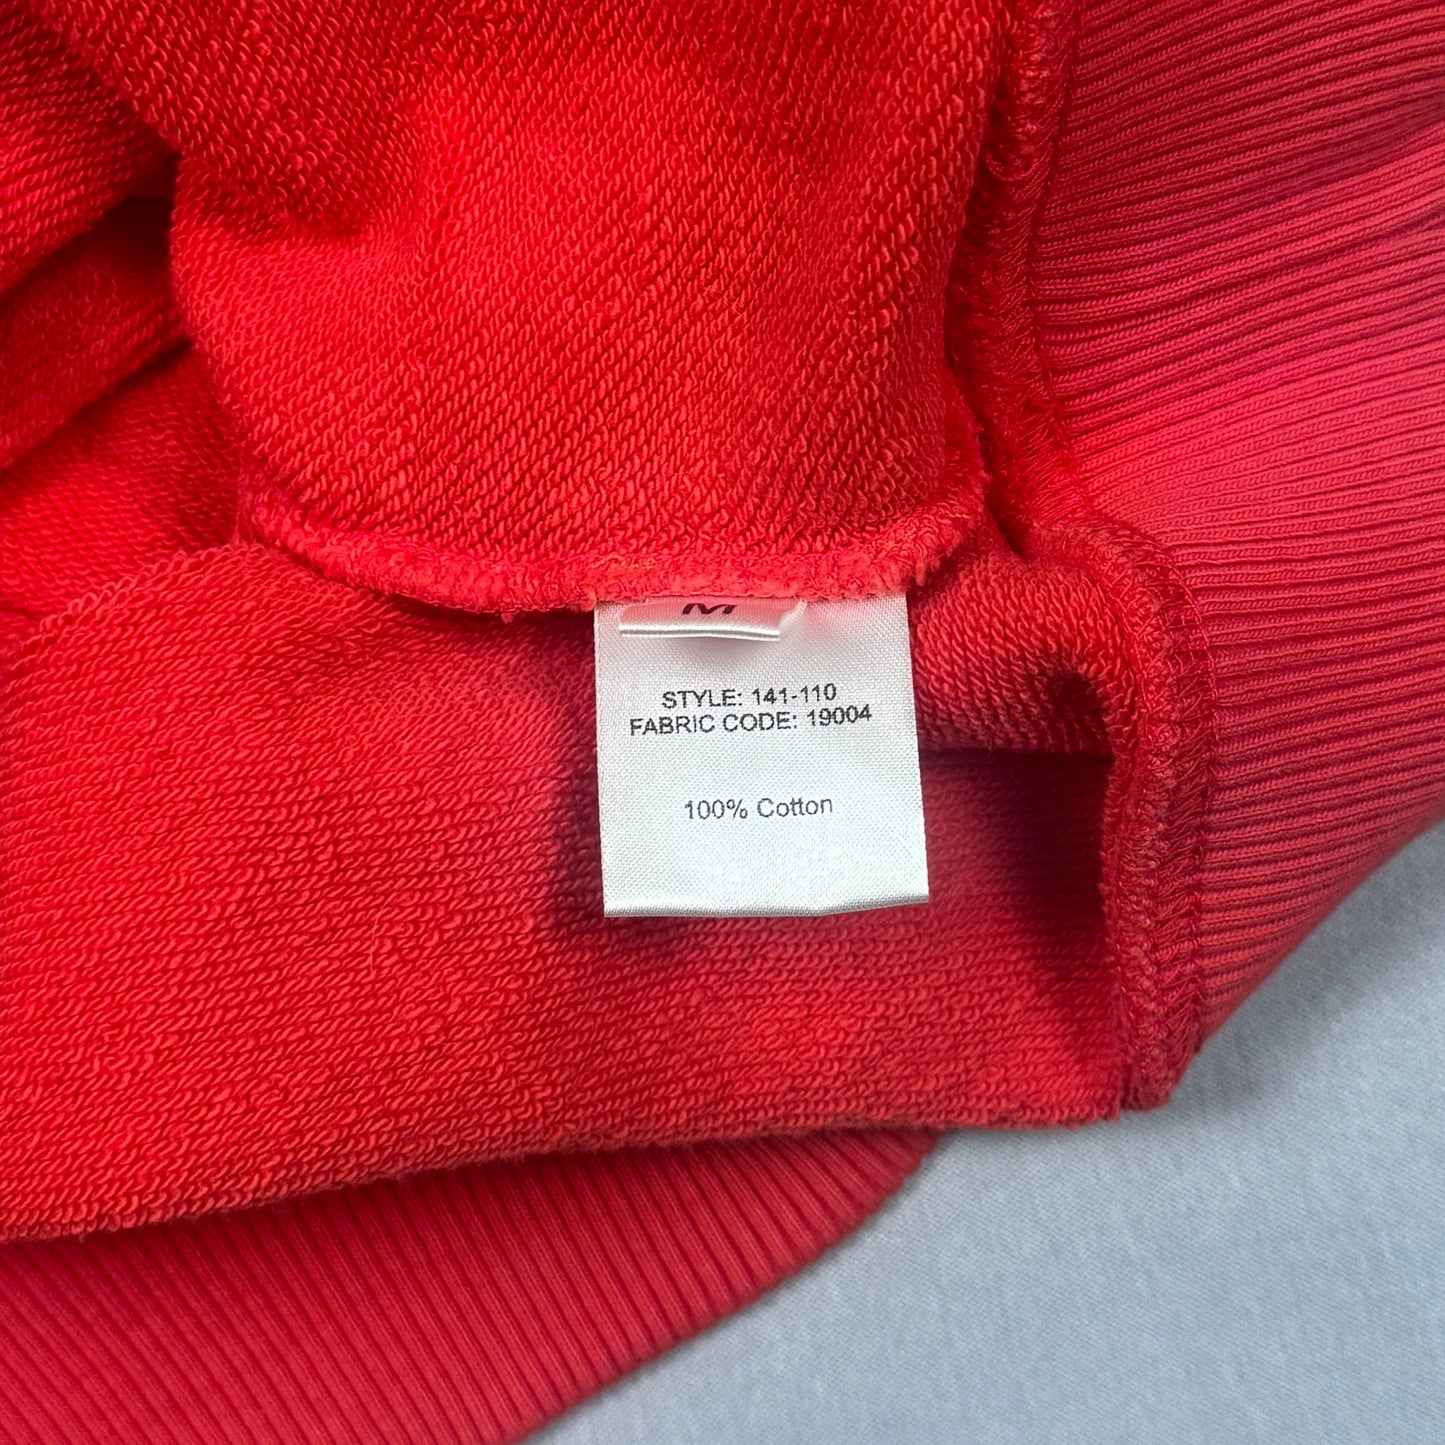 M
STYLE: 141-110
FABRIC CODE: 19004
100% Cotton